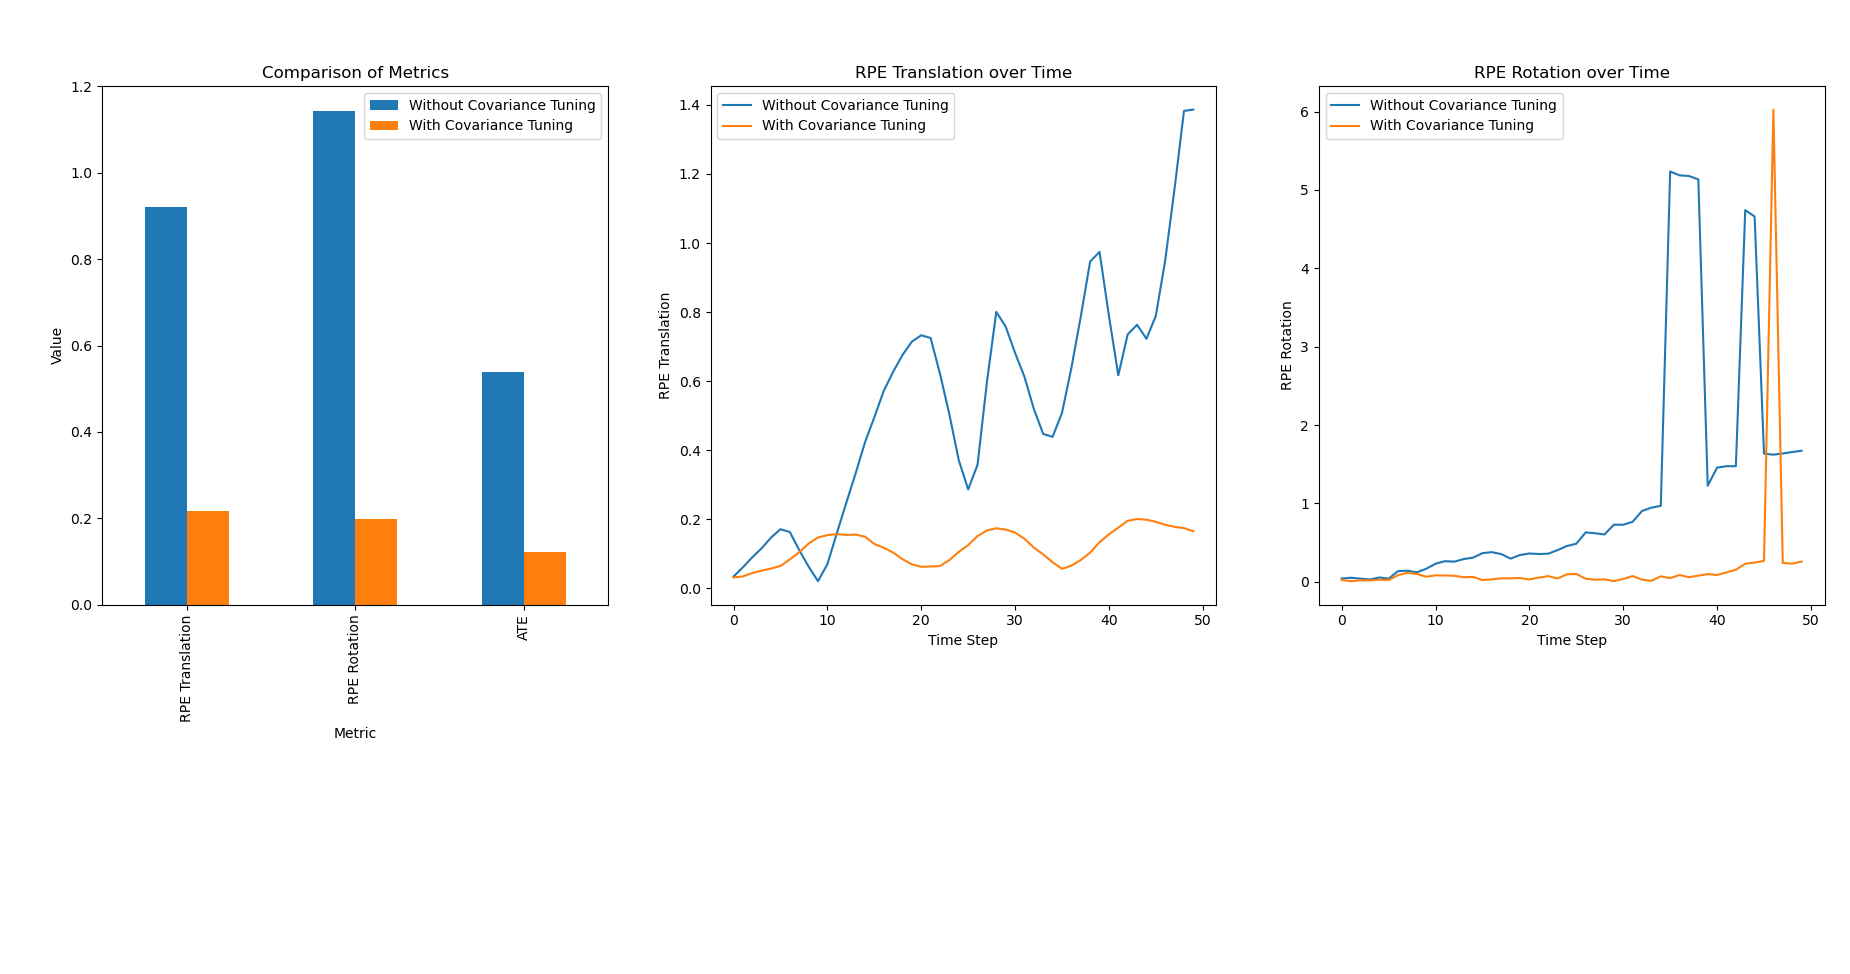 Comparison of Metrics
Without Covariance Tuning
With Covariance Tuning
1.2
1.0
0.8
0.6
0.4
0.2
0.0
Value
RPE Translation
RPE Rotation
ATE
Metric
RPE Translation over Time
Without Covariance Tuning
With Covariance Tuning
1.4
1.2
1.0
0.8
0.6
0.4
0.2
0.0
RPE Translation
0 10 20 30 40 50
Time Step
RPE Rotation over Time
Without Covariance Tuning
With Covariance Tuning
6
5
4
3
2
1
0
RPE Rotation
0 10 20 30 40 50
Time Step